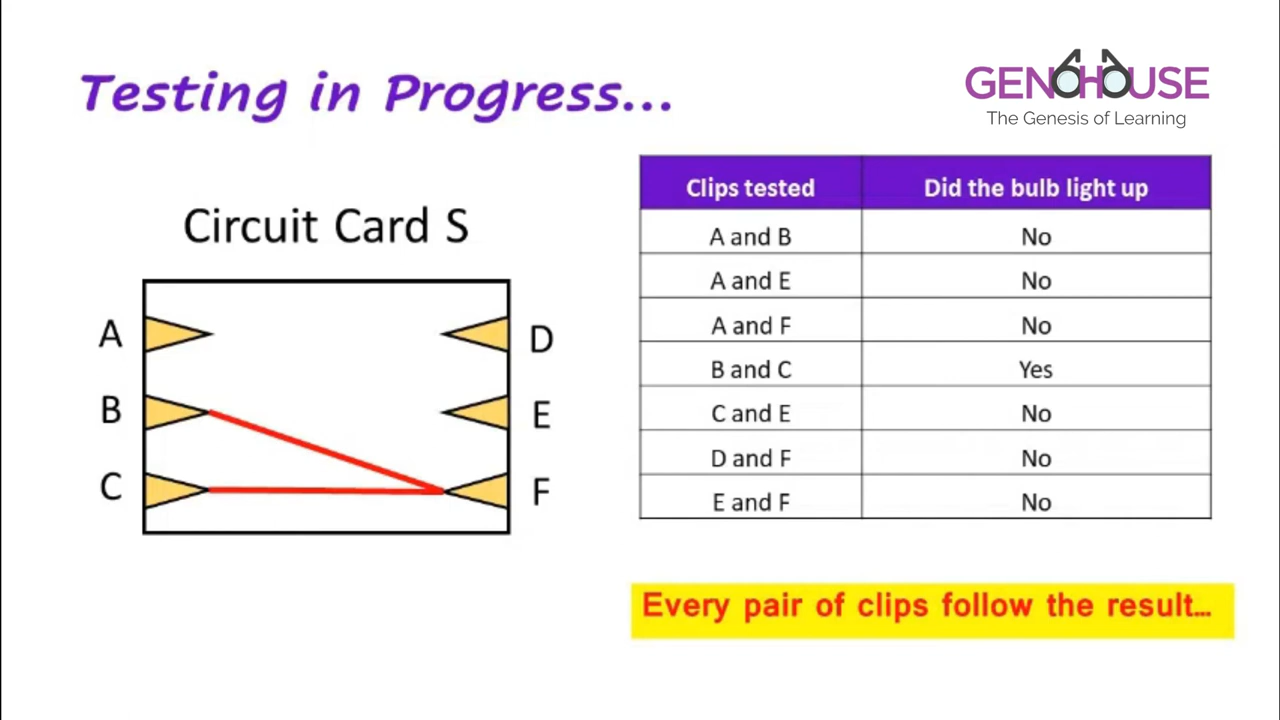 Testing in Progress...
GENOHOUSE
The Genesis of Learning
Circuit Card S
A
B
C
D
E
F
Clips tested Did the bulb light up
A and B No
A and E No
A and F No
B and C Yes
C and E No
D and F No
E and F No
Every pair of clips follow the result...